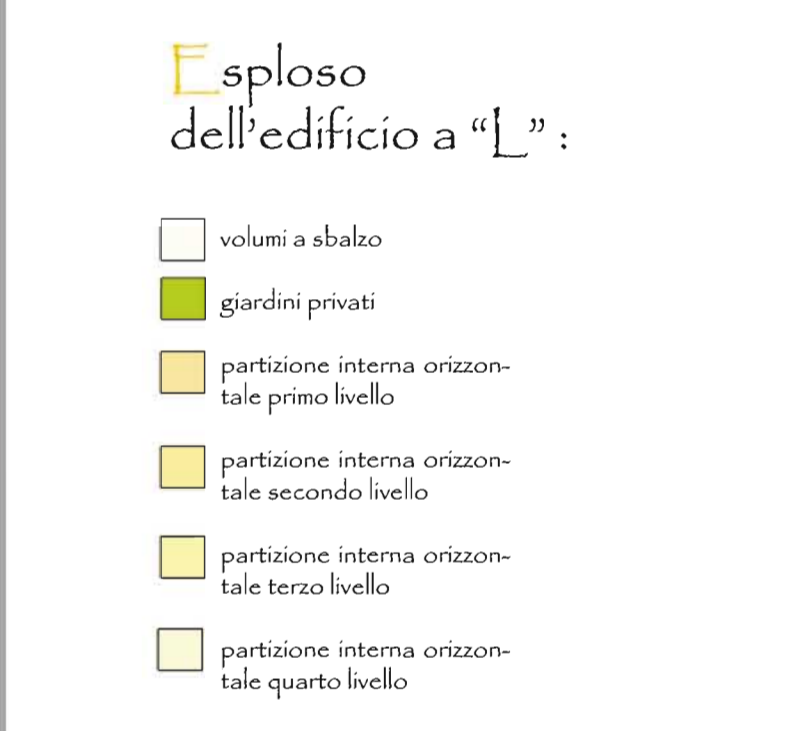 Esploso
dell'edificio a "L" :
volumi a sbalzo
giardini privati
partizione interna orizzon-
tale primo livello
partizione interna orizzon-
tale secondo livello
partizione interna orizzon-
tale terzo livello
partizione interna orizzon-
tale quarto livello